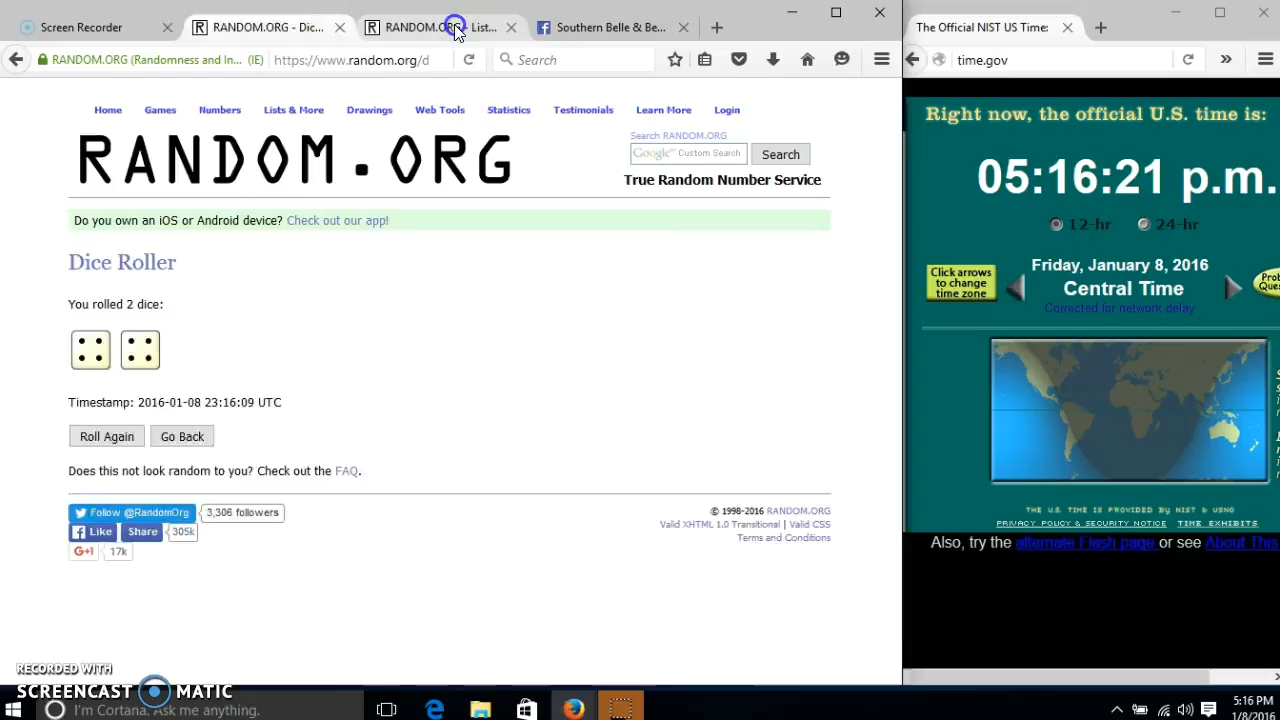 Screen Recorder
RANDOM.ORG - Dic...
RANDOM.ORG - List...
Southern Belle & Be...
RANDOM.ORG (Randomness and In... (IE)
https://www.random.org/d
Search
Home
Games
Numbers
Lists & More
Drawings
Web Tools
Statistics
Testimonials
Learn More
Login
RANDOM.ORG
Search RANDOM.ORG
Google™ Custom Search
Search
True Random Number Service
Do you own an iOS or Android device? Check out our app!
Dice Roller
You rolled 2 dice:
Timestamp: 2016-01-08 23:16:09 UTC
Roll Again
Go Back
Does this not look random to you? Check out the FAQ.
Follow @RandomOrg
3,306 followers
Like
Share
305k
G+1
17k
© 1998-2016 RANDOM.ORG
Valid XHTML 1.0 Transitional | Valid CSS
Terms and Conditions
RECORDED WITH
SCREENCAST MATIC
I'm Cortana. Ask me anything.
The Official NIST US Time:
time.gov
Right now, the official U.S. time is:
05:16:21 p.m.
12-hr
24-hr
Click arrows
to change
time zone
Friday, January 8, 2016
Central Time
Corrected for network delay
Prob
Que
THE U.S. TIME IS PROVIDED BY NIST & USNO
PRIVACY POLICY & SECURITY NOTICE
TIME EXHIBITS
Also, try the alternate Flash page or see About This
5:16 PM
1/8/2016